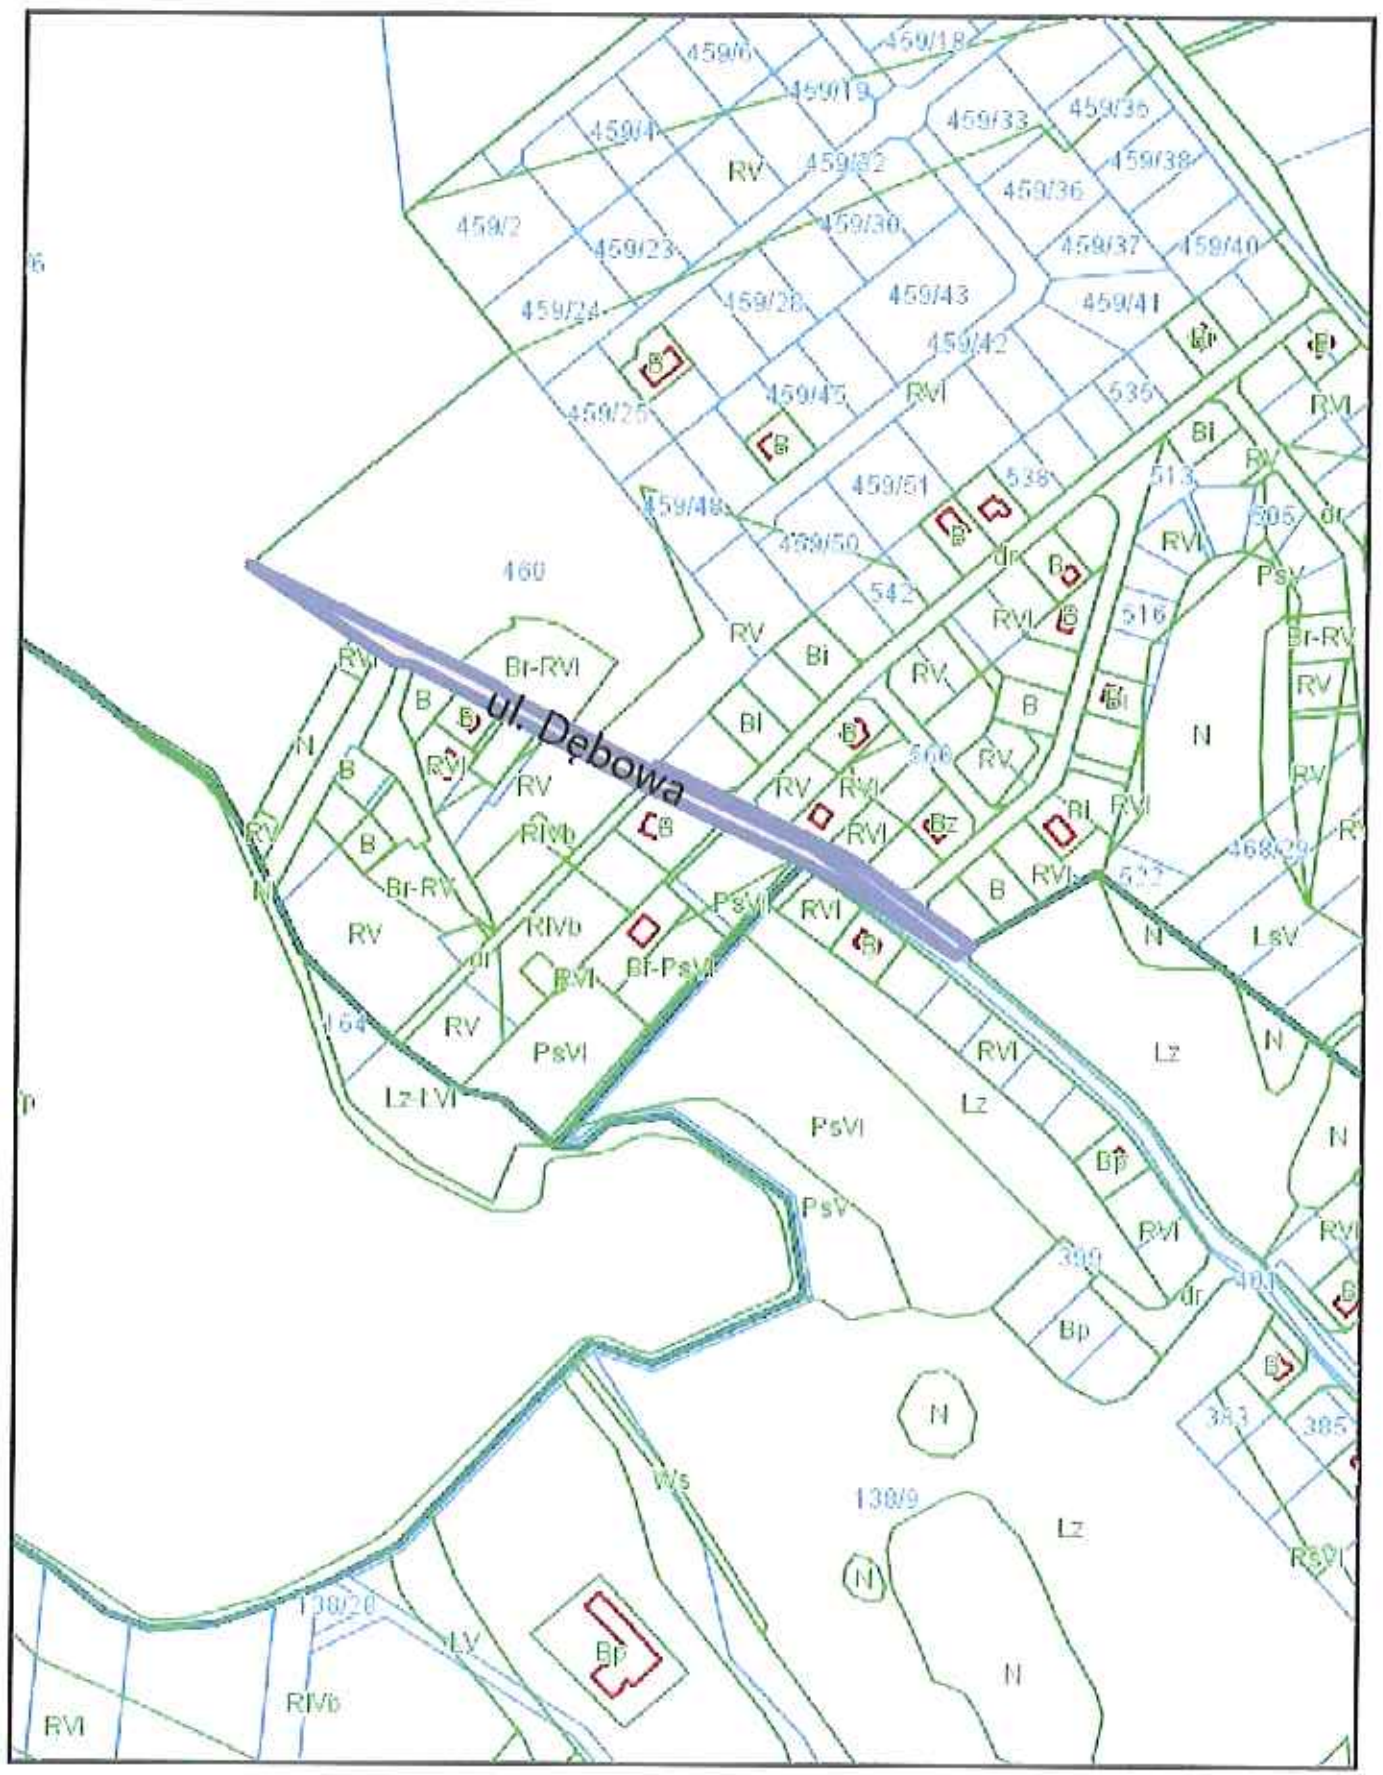 459/6
459/18
459/19
459/4
459/33
459/35
RV
459/32
459/38
459/36
459/2
459/30
459/23
459/37
459/40
/6
459/24
459/28
459/43
459/41
B
459/42
459/25
459/45
RVI
535
RVI
B
Bi
RV
459/48
459/51
538
513
505
dr
459/50
B
dr
RVI
460
542
B
PsV
RVI
B
516
RV
Br-RV
RVI
Br-RVI
Bi
RV
RV
B
B
ul. Dębowa
Bi
B
Bi
N
N
B
RVI
RV
B
566
RV
RV
RV
RVI
Bi
RVI
RV
RIVb
B
RVI
Bz
B
468/29
Br-RV
PsVI
RVI
B
RVI
522
N
RV
RIVb
B
N
LsV
dr
RVI
Br-PsVI
164
RV
PsVI
RVI
Lz
N
Lz-LVI
Lz
p
PsVI
N
Bp
PsV
RVI
RVI
399
401
dr
B
Bp
B
N
383
385
Ws
138/9
Lz
RsVI
N
138/20
LV
Bp
N
RIVb
RVI